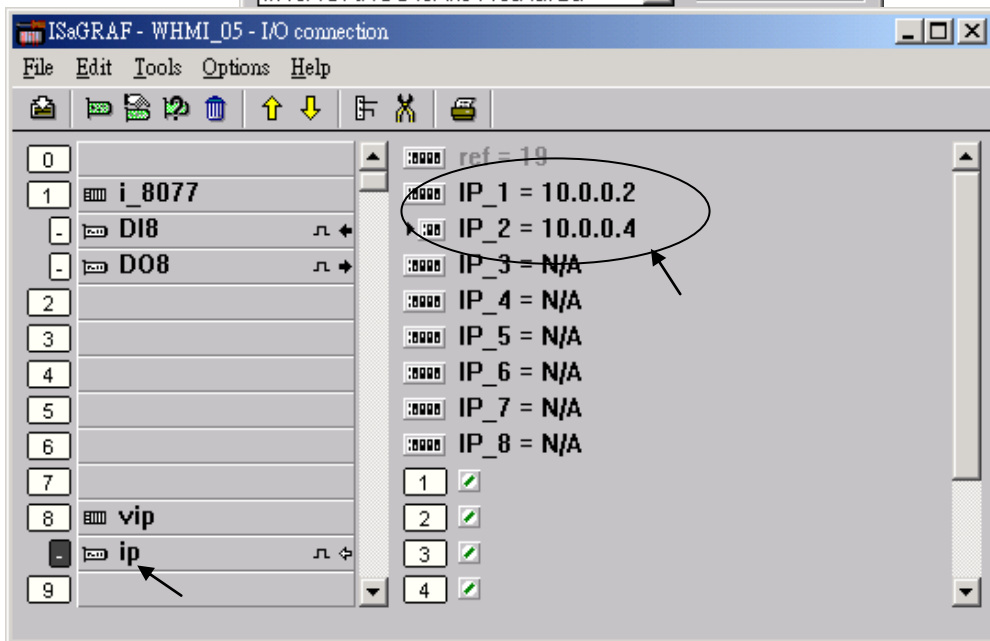 ISaGRAF - WHMI_05 - I/O connection
File Edit Tools Options Help
0
1 i_8077
- DI8
- DO8
2
3
4
5
6
7
8 vip
- ip
9
ref = 19
IP_1 = 10.0.0.2
IP_2 = 10.0.0.4
IP_3 = N/A
IP_4 = N/A
IP_5 = N/A
IP_6 = N/A
IP_7 = N/A
IP_8 = N/A
1
2
3
4